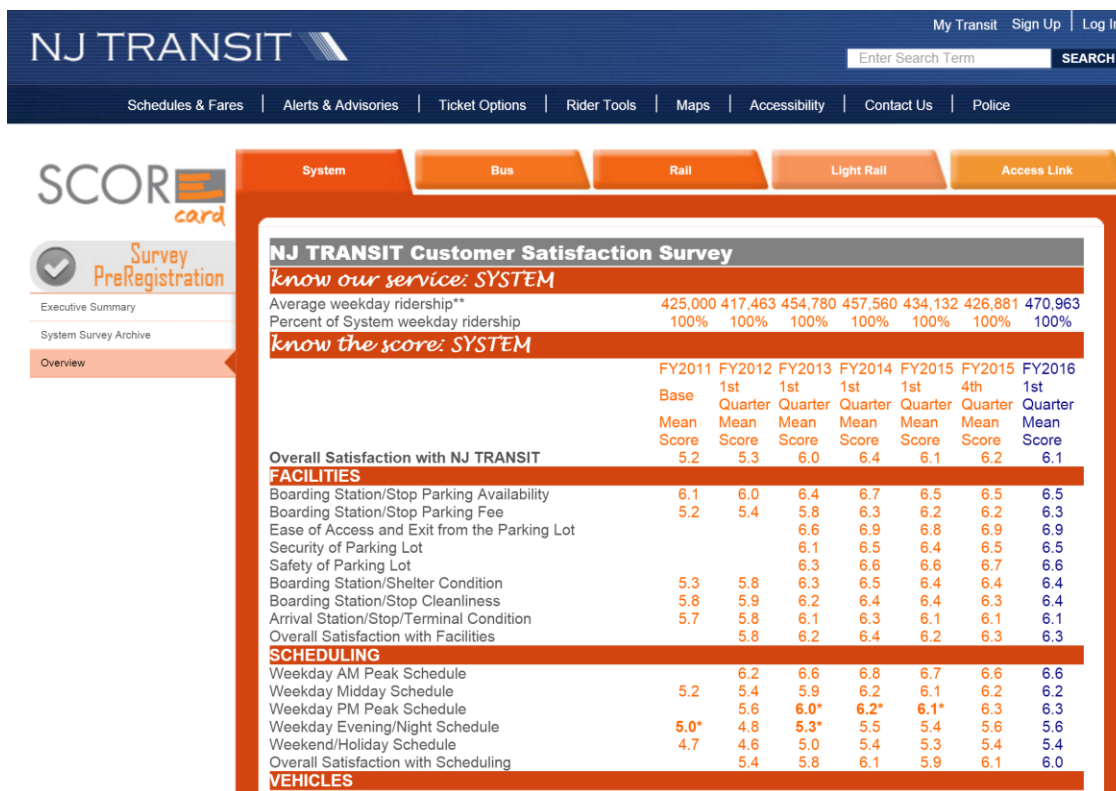 My Transit Sign Up Log In
NJ TRANSIT
Enter Search Term SEARCH
Schedules & Fares Alerts & Advisories Ticket Options Rider Tools Maps Accessibility Contact Us Police
SCORE
card
Survey
PreRegistration
Executive Summary
System Survey Archive
Overview
System Bus Rail Light Rail Access Link
NJ TRANSIT Customer Satisfaction Survey
know our service: SYSTEM
Average weekday ridership** 425,000 417,463 454,780 457,560 434,132 426,881 470,963
Percent of System weekday ridership 100% 100% 100% 100% 100% 100% 100%
know the score: SYSTEM
FY2011 FY2012 FY2013 FY2014 FY2015 FY2015 FY2016
Base 1st 1st 1st 1st 4th 1st
Quarter Quarter Quarter Quarter Quarter Quarter
Mean Mean Mean Mean Mean Mean Mean
Score Score Score Score Score Score Score
Overall Satisfaction with NJ TRANSIT 5.2 5.3 6.0 6.4 6.1 6.2 6.1
FACILITIES
Boarding Station/Stop Parking Availability 6.1 6.0 6.4 6.7 6.5 6.5 6.5
Boarding Station/Stop Parking Fee 5.2 5.4 5.8 6.3 6.2 6.2 6.3
Ease of Access and Exit from the Parking Lot 6.6 6.9 6.8 6.9 6.9
Security of Parking Lot 6.1 6.5 6.4 6.5 6.5
Safety of Parking Lot 6.3 6.6 6.6 6.7 6.6
Boarding Station/Shelter Condition 5.3 5.8 6.3 6.5 6.4 6.4 6.4
Boarding Station/Stop Cleanliness 5.8 5.9 6.2 6.4 6.4 6.3 6.4
Arrival Station/Stop/Terminal Condition 5.7 5.8 6.1 6.3 6.1 6.1 6.1
Overall Satisfaction with Facilities 5.8 6.2 6.4 6.2 6.3 6.3
SCHEDULING
Weekday AM Peak Schedule 6.2 6.6 6.8 6.7 6.6 6.6
Weekday Midday Schedule 5.2 5.4 5.9 6.2 6.1 6.2 6.2
Weekday PM Peak Schedule 5.6 6.0* 6.2* 6.1* 6.3 6.3
Weekday Evening/Night Schedule 5.0* 4.8 5.3* 5.5 5.4 5.6 5.6
Weekend/Holiday Schedule 4.7 4.6 5.0 5.4 5.3 5.4 5.4
Overall Satisfaction with Scheduling 5.4 5.8 6.1 5.9 6.1 6.0
VEHICLES